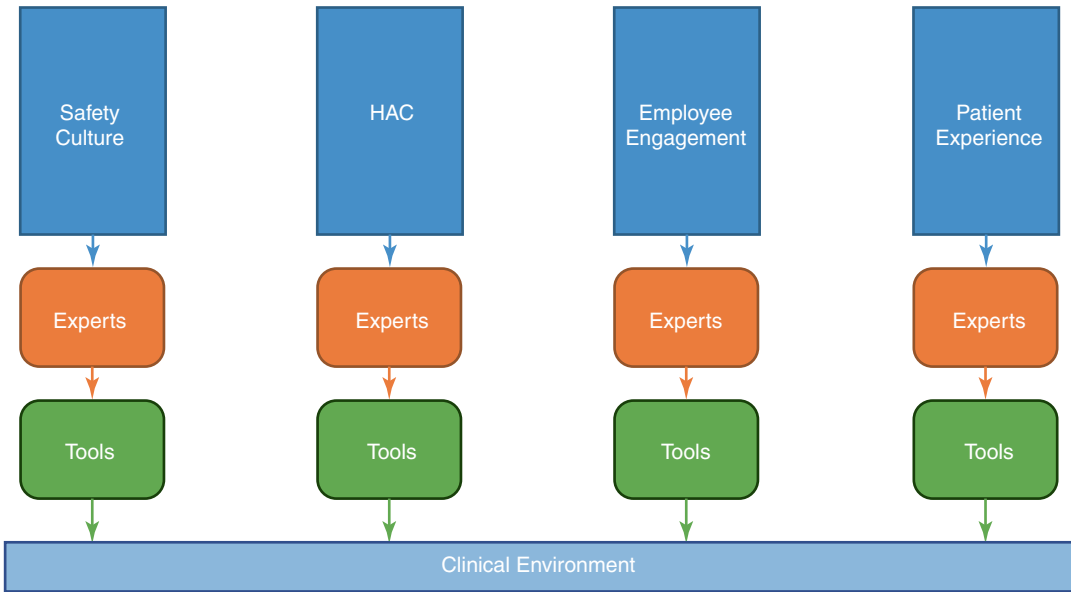 Safety
Culture
HAC
Employee
Engagement
Patient
Experience
Experts
Experts
Experts
Experts
Tools
Tools
Tools
Tools
Clinical Environment